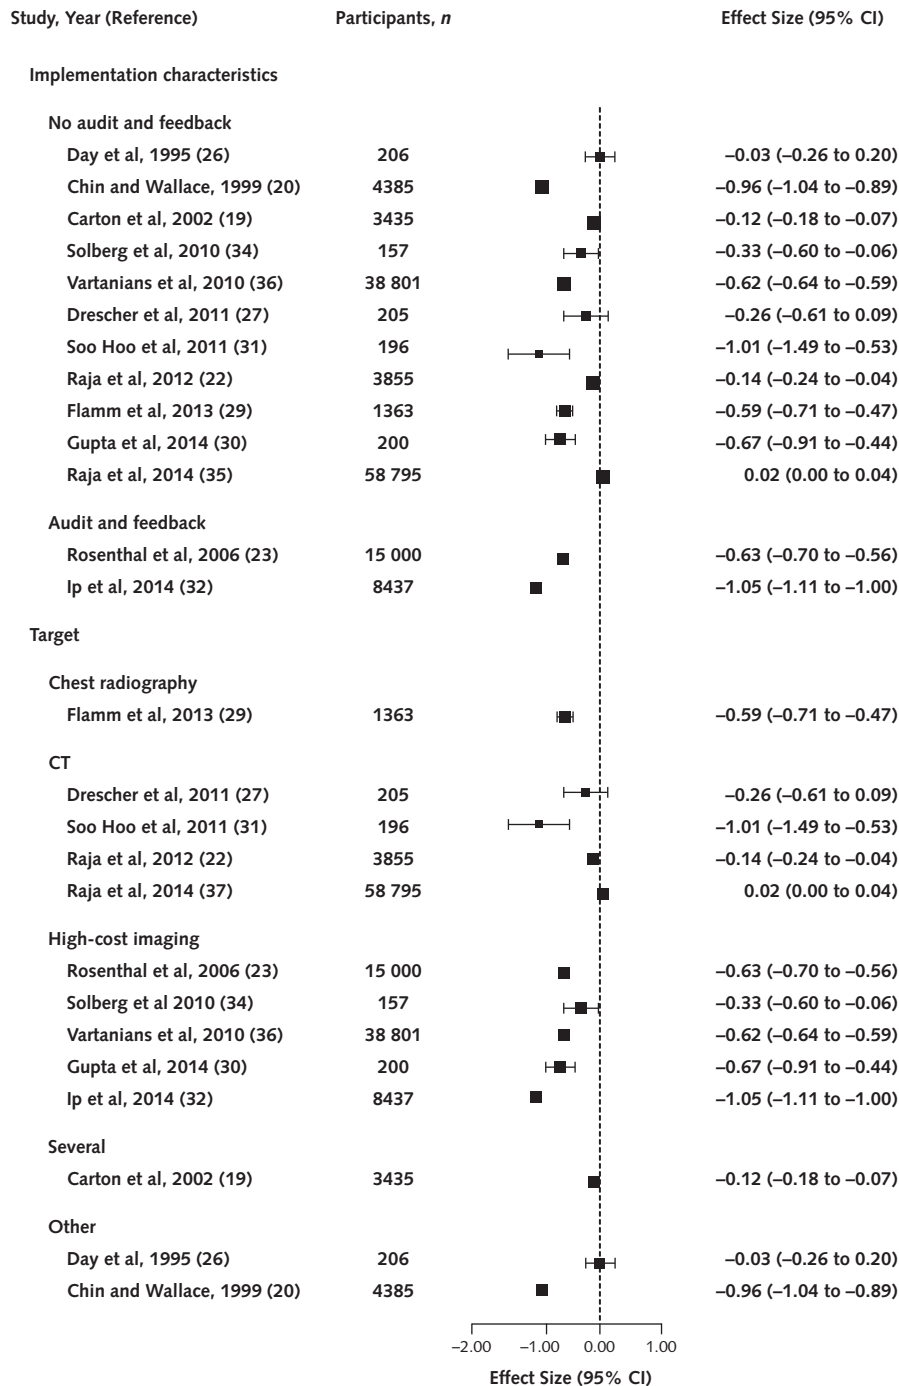 Study, Year (Reference) Participants, n Effect Size (95% CI)
Implementation characteristics
No audit and feedback
Day et al, 1995 (26) 206 –0.03 (–0.26 to 0.20)
Chin and Wallace, 1999 (20) 4385 –0.96 (–1.04 to –0.89)
Carton et al, 2002 (19) 3435 –0.12 (–0.18 to –0.07)
Solberg et al, 2010 (34) 157 –0.33 (–0.60 to –0.06)
Vartanians et al, 2010 (36) 38 801 –0.62 (–0.64 to –0.59)
Drescher et al, 2011 (27) 205 –0.26 (–0.61 to 0.09)
Soo Hoo et al, 2011 (31) 196 –1.01 (–1.49 to –0.53)
Raja et al, 2012 (22) 3855 –0.14 (–0.24 to –0.04)
Flamm et al, 2013 (29) 1363 –0.59 (–0.71 to –0.47)
Gupta et al, 2014 (30) 200 –0.67 (–0.91 to –0.44)
Raja et al, 2014 (35) 58 795 0.02 (0.00 to 0.04)
Audit and feedback
Rosenthal et al, 2006 (23) 15 000 –0.63 (–0.70 to –0.56)
Ip et al, 2014 (32) 8437 –1.05 (–1.11 to –1.00)
Target
Chest radiography
Flamm et al, 2013 (29) 1363 –0.59 (–0.71 to –0.47)
CT
Drescher et al, 2011 (27) 205 –0.26 (–0.61 to 0.09)
Soo Hoo et al, 2011 (31) 196 –1.01 (–1.49 to –0.53)
Raja et al, 2012 (22) 3855 –0.14 (–0.24 to –0.04)
Raja et al, 2014 (37) 58 795 0.02 (0.00 to 0.04)
High-cost imaging
Rosenthal et al, 2006 (23) 15 000 –0.63 (–0.70 to –0.56)
Solberg et al 2010 (34) 157 –0.33 (–0.60 to –0.06)
Vartanians et al, 2010 (36) 38 801 –0.62 (–0.64 to –0.59)
Gupta et al, 2014 (30) 200 –0.67 (–0.91 to –0.44)
Ip et al, 2014 (32) 8437 –1.05 (–1.11 to –1.00)
Several
Carton et al, 2002 (19) 3435 –0.12 (–0.18 to –0.07)
Other
Day et al, 1995 (26) 206 –0.03 (–0.26 to 0.20)
Chin and Wallace, 1999 (20) 4385 –0.96 (–1.04 to –0.89)
–2.00 –1.00 0.00 1.00
Effect Size (95% CI)